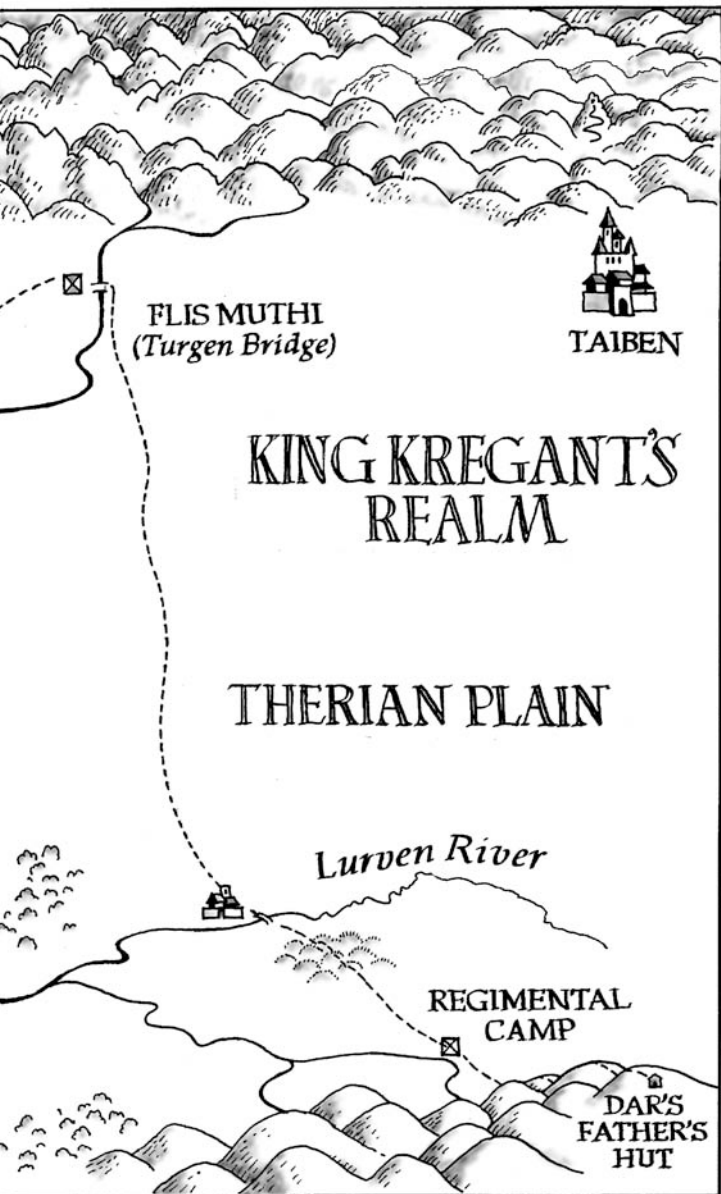 FLIS MUTHI
(Turgen Bridge)
TAIBEN
KING KREGANT'S
REALM
THERIAN PLAIN
Lurven River
REGIMENTAL
CAMP
DAR'S
FATHER'S
HUT